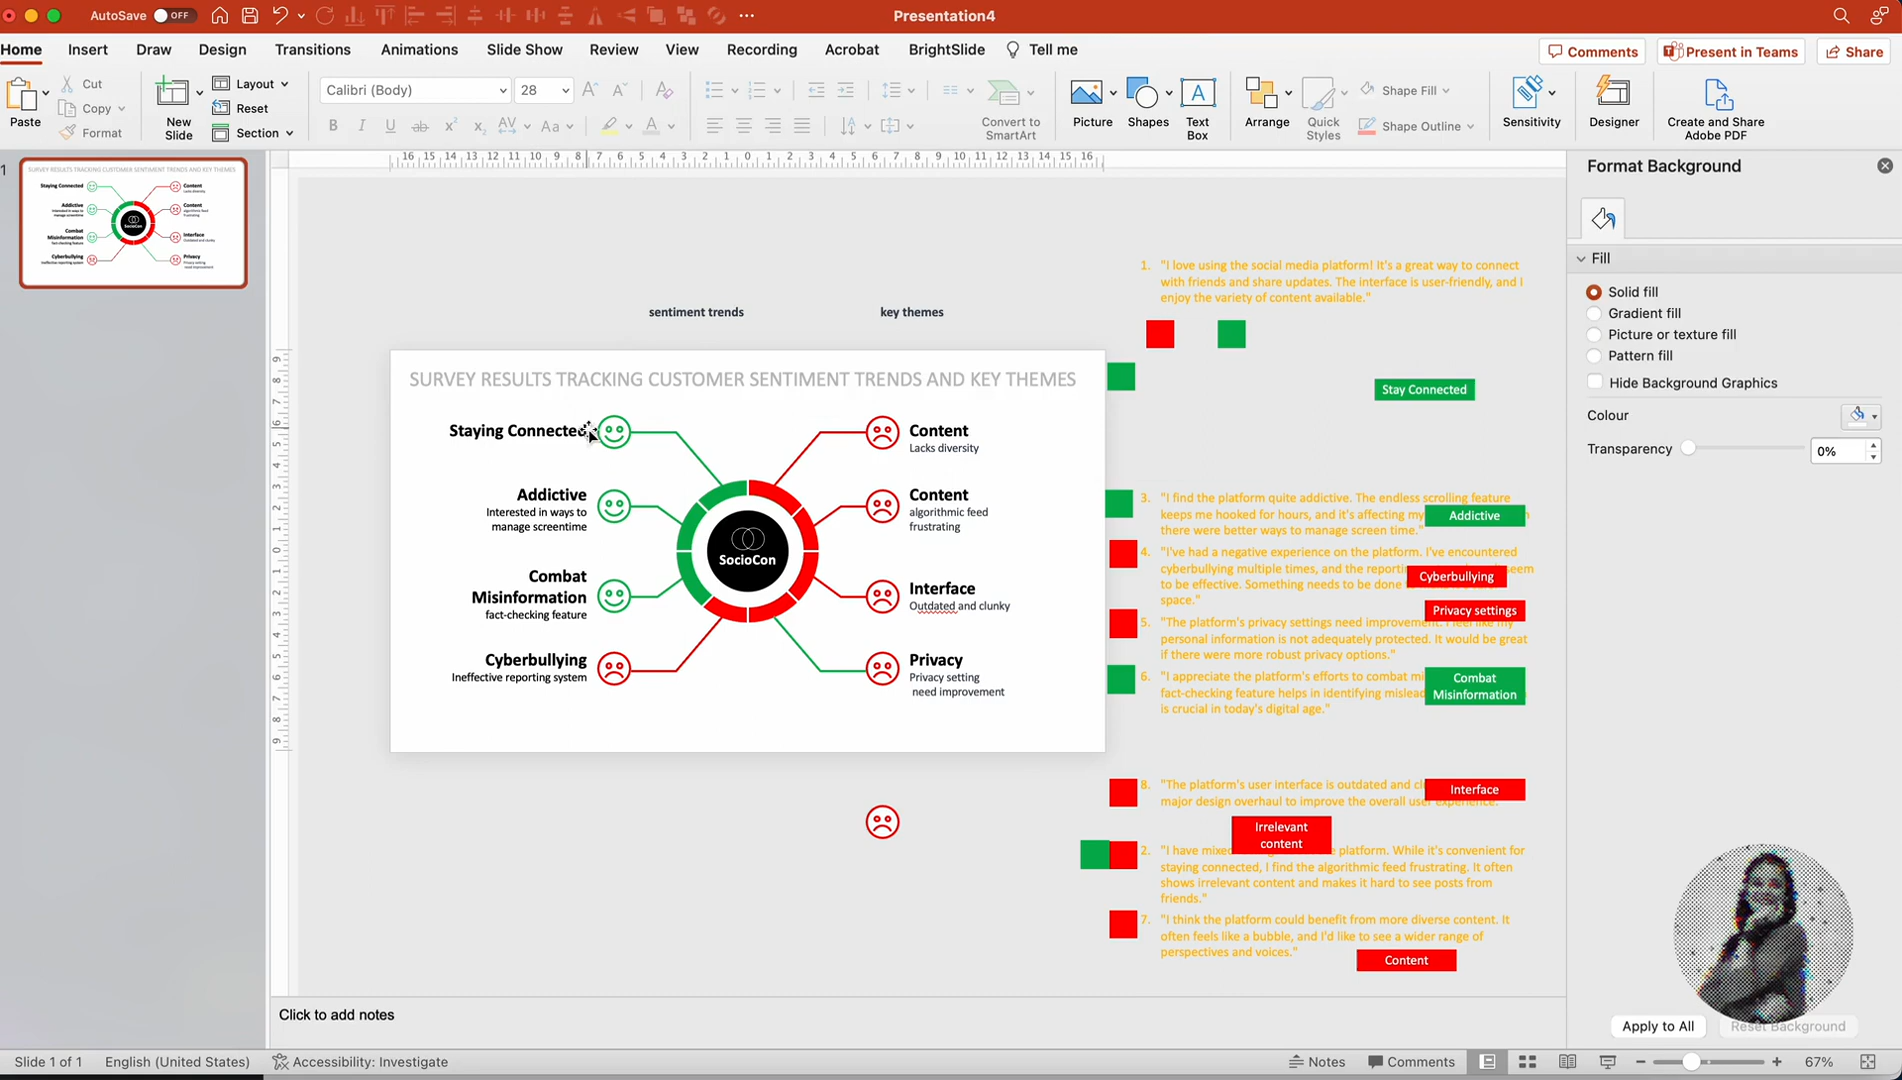 AutoSave OFF
Presentation4
Home Insert Draw Design Transitions Animations Slide Show Review View Recording Acrobat BrightSlide Tell me
Comments Present in Teams Share
Paste
Cut
Copy
Format
New
Slide
Layout
Reset
Section
Calibri (Body) 28
Convert to
SmartArt
Picture
Shapes
Text
Box
Arrange
Quick
Styles
Shape Fill
Shape Outline
Sensitivity
Designer
Create and Share
Adobe PDF
Format Background
Fill
Solid fill
Gradient fill
Picture or texture fill
Pattern fill
Hide Background Graphics
Colour
Transparency 0%
Apply to All Reset Background
1
sentiment trends key themes
SURVEY RESULTS TRACKING CUSTOMER SENTIMENT TRENDS AND KEY THEMES
Staying Connected
Addictive
Interested in ways to
manage screentime
Combat
Misinformation
fact-checking feature
Cyberbullying
Ineffective reporting system
SocioCon
Content
Lacks diversity
Content
algorithmic feed
frustrating
Interface
Outdated and clunky
Privacy
Privacy setting
need improvement
1. "I love using the social media platform! It's a great way to connect
with friends and share updates. The interface is user-friendly, and I
enjoy the variety of content available."
Stay Connected
3. "I find the platform quite addictive. The endless scrolling feature
keeps me hooked for hours, and it's affecting my
there were better ways to manage screen time."
Addictive
4. "I've had a negative experience on the platform. I've encountered
cyberbullying multiple times, and the seem
to be effective. Something needs to be done
space."
Cyberbullying
Privacy settings
5. "The platform's privacy settings need improvement. I feel like my
personal information is not adequately protected. It would be great
if there were more robust privacy options."
6. "I appreciate the platform's efforts to combat
fact-checking feature helps in identifying
is crucial in today's digital age."
Combat
Misinformation
8. "The platform's user interface is outdated and
major design overhaul to improve the overall user experience."
Interface
Irrelevant
content
2. "I have mixed platform. While it's convenient for
staying connected, I find the algorithmic feed frustrating. It often
shows irrelevant content and makes it hard to see posts from
friends."
7. "I think the platform could benefit from more diverse content. It
often feels like a bubble, and I'd like to see a wider range of
perspectives and voices."
Content
Click to add notes
Slide 1 of 1 English (United States) Accessibility: Investigate
Notes Comments 67%